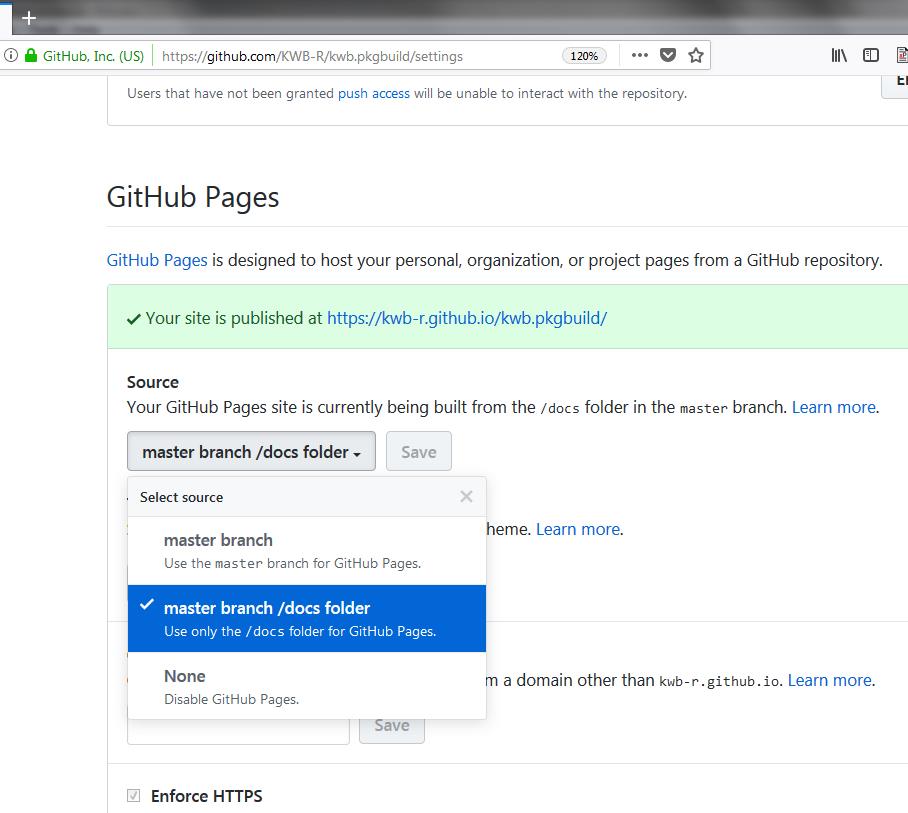 GitHub, Inc. (US) https://github.com/KWB-R/kwb.pkgbuild/settings 120%
Users that have not been granted push access will be unable to interact with the repository.
GitHub Pages
GitHub Pages is designed to host your personal, organization, or project pages from a GitHub repository.
Your site is published at https://kwb-r.github.io/kwb.pkgbuild/
Source
Your GitHub Pages site is currently being built from the /docs folder in the master branch. Learn more.
master branch /docs folder Save
Select source
master branch
heme. Learn more.
Use the master branch for GitHub Pages.
master branch /docs folder
Use only the /docs folder for GitHub Pages.
None
m a domain other than kwb-r.github.io. Learn more.
Disable GitHub Pages.
Save
Enforce HTTPS